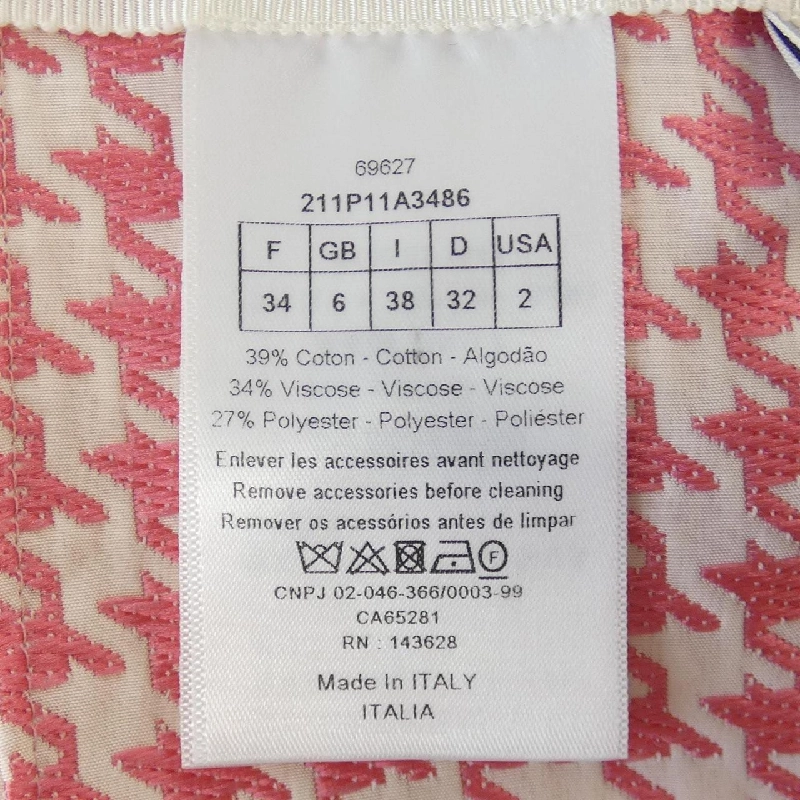 69627
211P11A3486
F GB I D USA
34 6 38 32 2
39% Coton - Cotton - Algodão
34% Viscose - Viscose - Viscose
27% Polyester - Polyester - Poliéster
Enlever les accessoires avant nettoyage
Remove accessories before cleaning
Remover os acessórios antes de limpar
F
CNPJ 02-046-366/0003-99
CA65281
RN : 143628
Made In ITALY
ITALIA